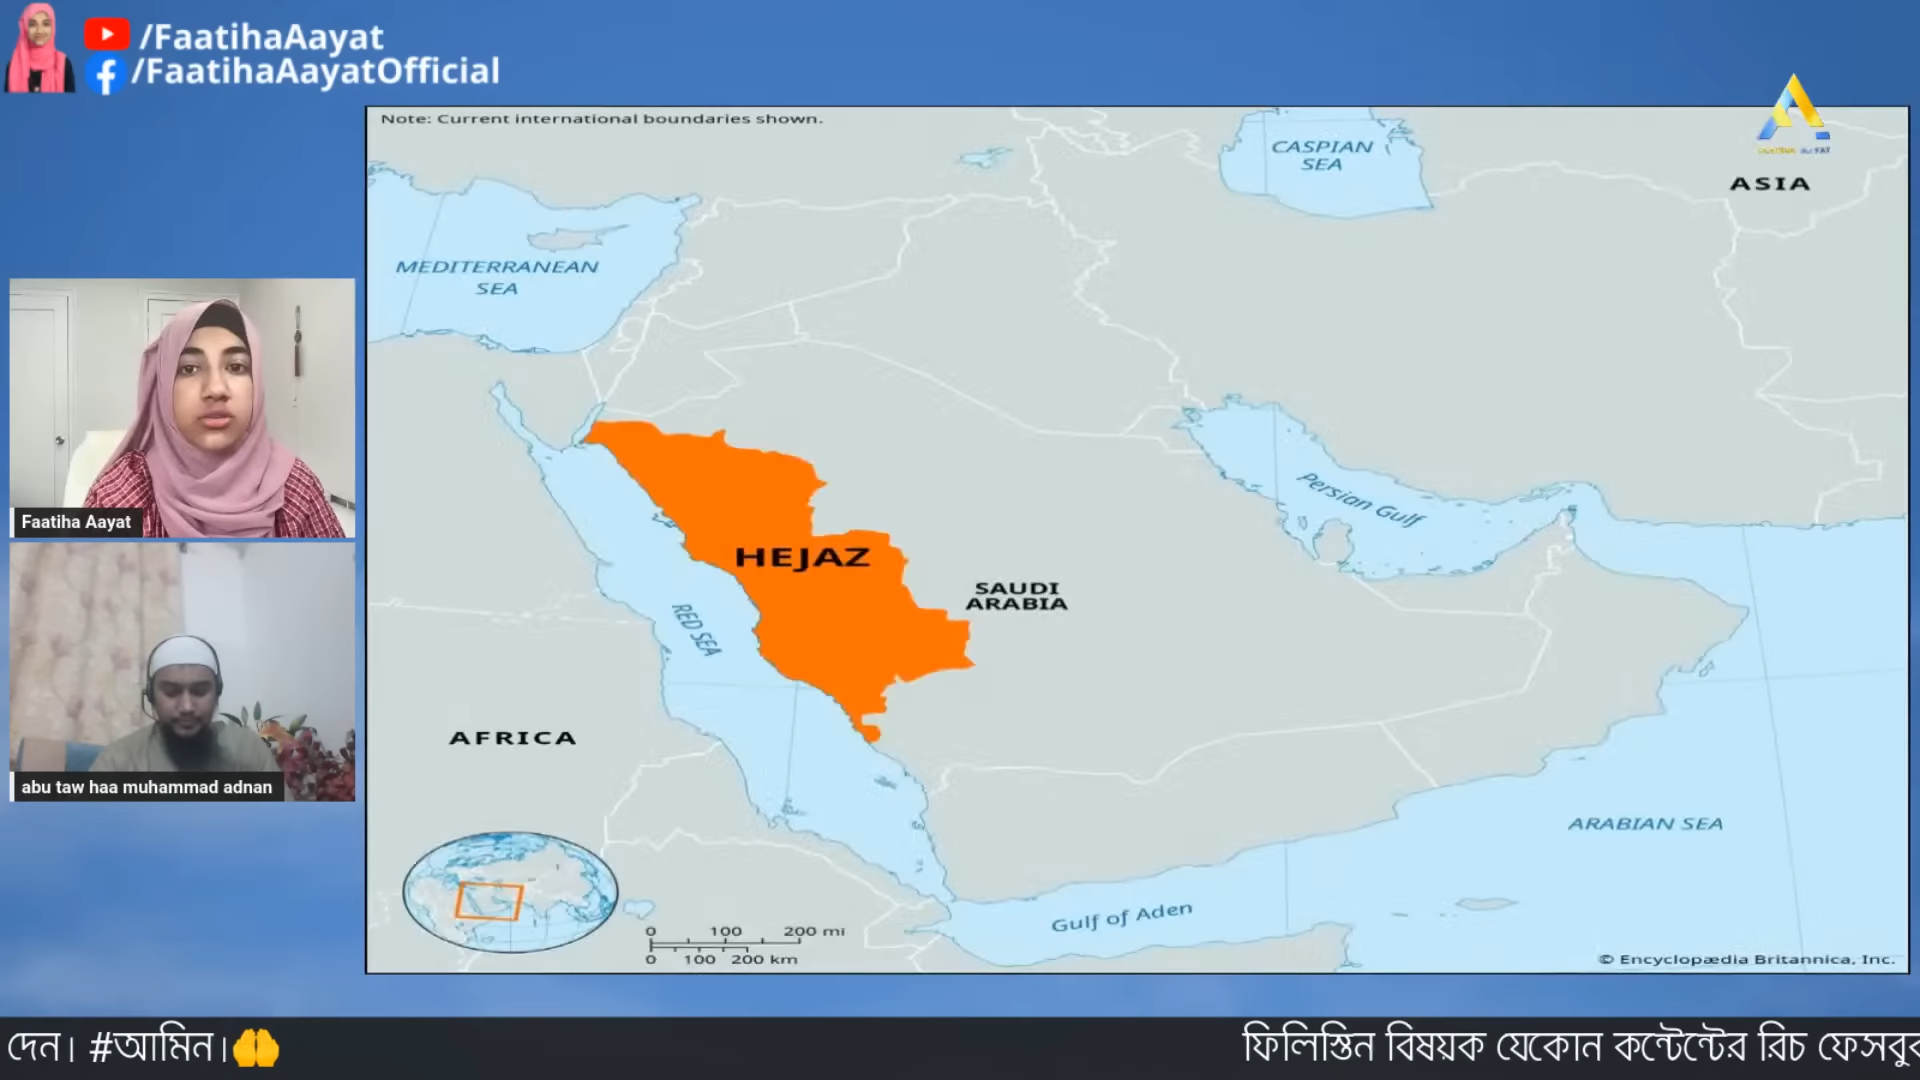 /FaatihaAayat
/FaatihaAayatOfficial
Note: Current international boundaries shown.
CASPIAN
SEA
ASIA
MEDITERRANEAN
SEA
Persian Gulf
HEJAZ
SAUDI
ARABIA
RED SEA
AFRICA
ARABIAN SEA
Gulf of Aden
0 100 200 mi
0 100 200 km
© Encyclopædia Britannica, Inc.
Faatiha Aayat
abu taw haa muhammad adnan
দেন। #আমিন।🤲 ফিলিস্তিন বিষয়ক যেকোন কন্টেন্টের রিচ